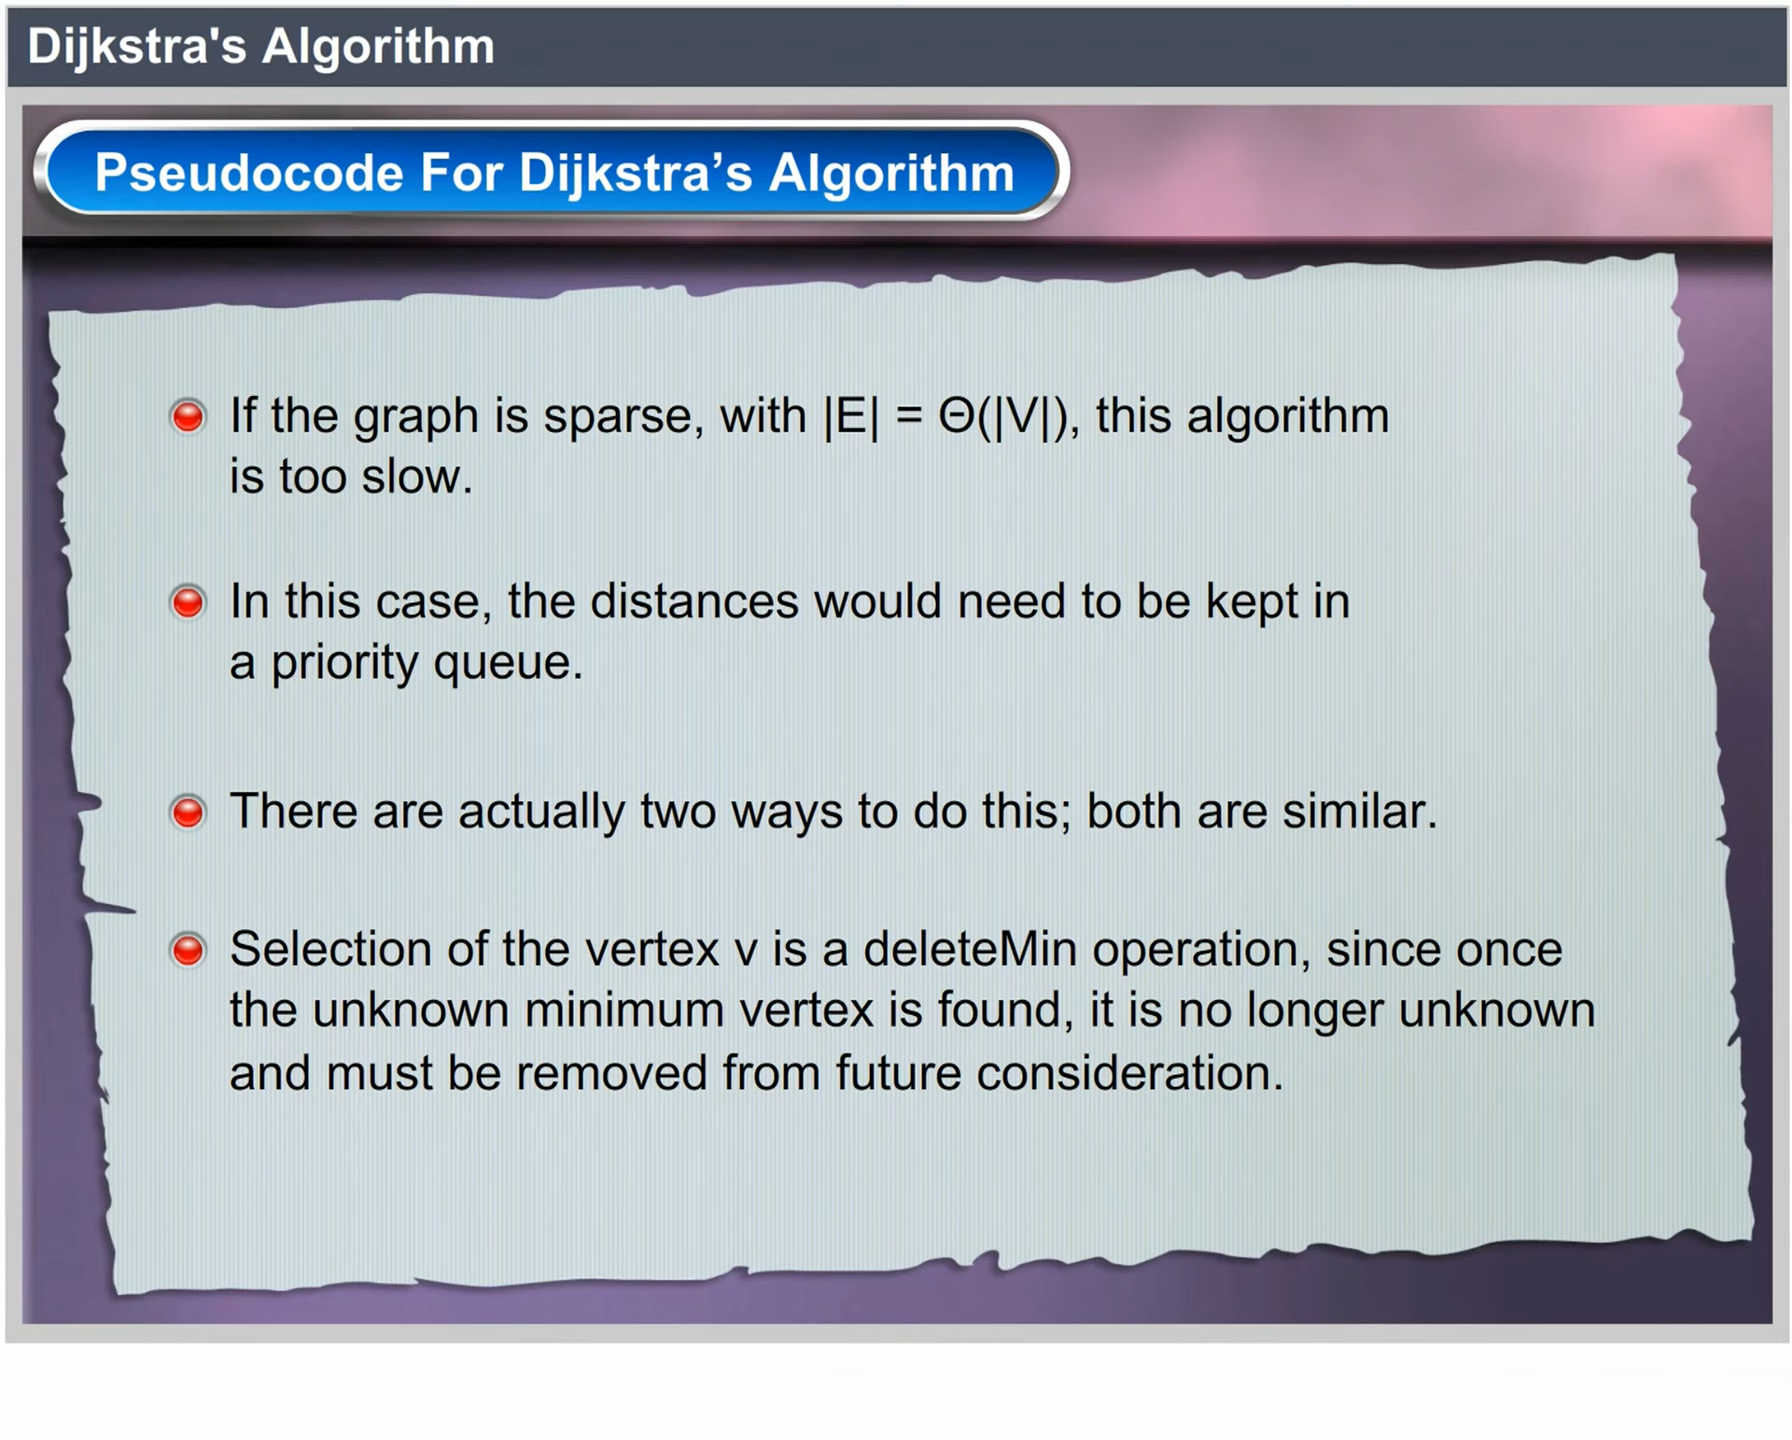 Dijkstra's Algorithm
Pseudocode For Dijkstra’s Algorithm
If the graph is sparse, with |E| = Θ(|V|), this algorithm
is too slow.
In this case, the distances would need to be kept in
a priority queue.
There are actually two ways to do this; both are similar.
Selection of the vertex v is a deleteMin operation, since once
the unknown minimum vertex is found, it is no longer unknown
and must be removed from future consideration.